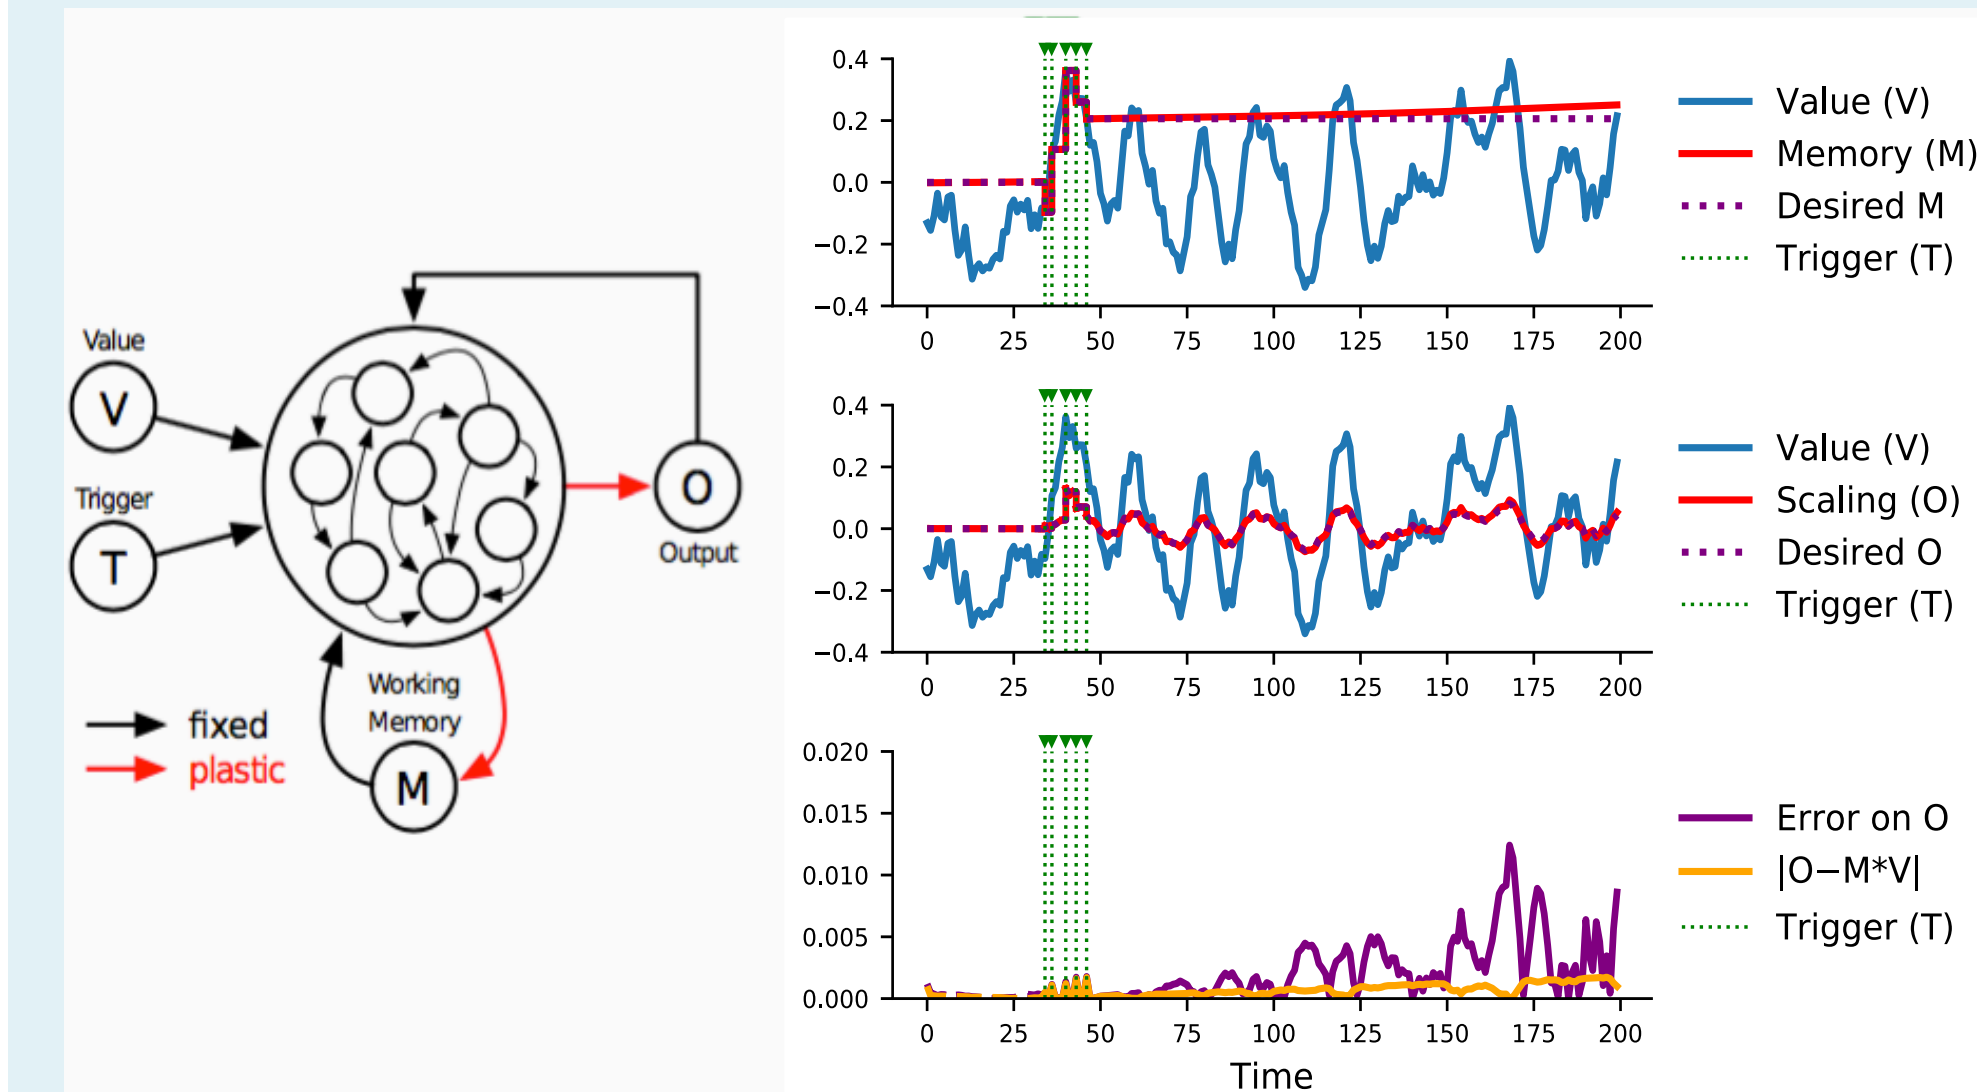 Value
V
Trigger
T
O
Output
Working
Memory
M
fixed
plastic
0.4
0.2
0.0
−0.2
−0.4
0 25 50 75 100 125 150 175 200
Value (V)
Memory (M)
Desired M
Trigger (T)
0.4
0.2
0.0
−0.2
−0.4
0 25 50 75 100 125 150 175 200
Value (V)
Scaling (O)
Desired O
Trigger (T)
0.020
0.015
0.010
0.005
0.000
0 25 50 75 100 125 150 175 200
Time
Error on O
|O−M*V|
Trigger (T)